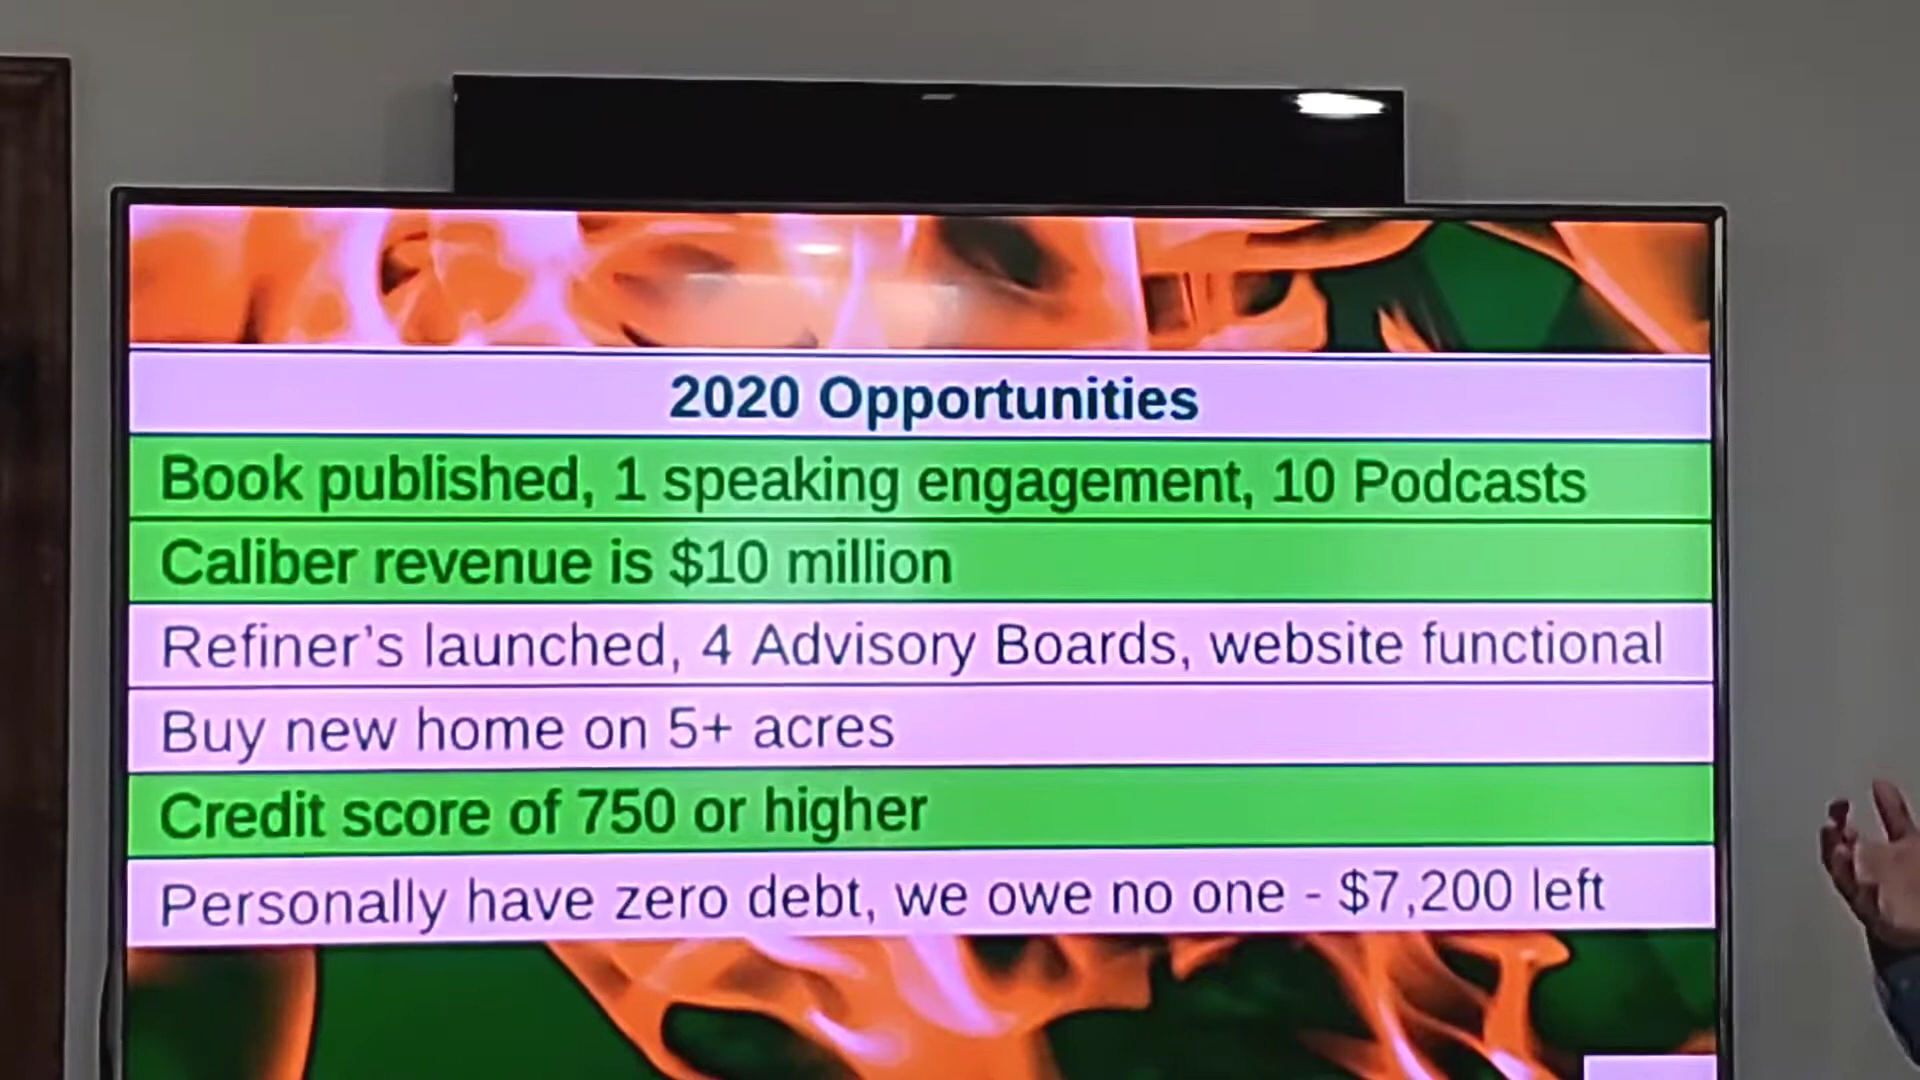 2020 Opportunities
Book published, 1 speaking engagement, 10 Podcasts
Caliber revenue is $10 million
Refiner’s launched, 4 Advisory Boards, website functional
Buy new home on 5+ acres
Credit score of 750 or higher
Personally have zero debt, we owe no one - $7,200 left